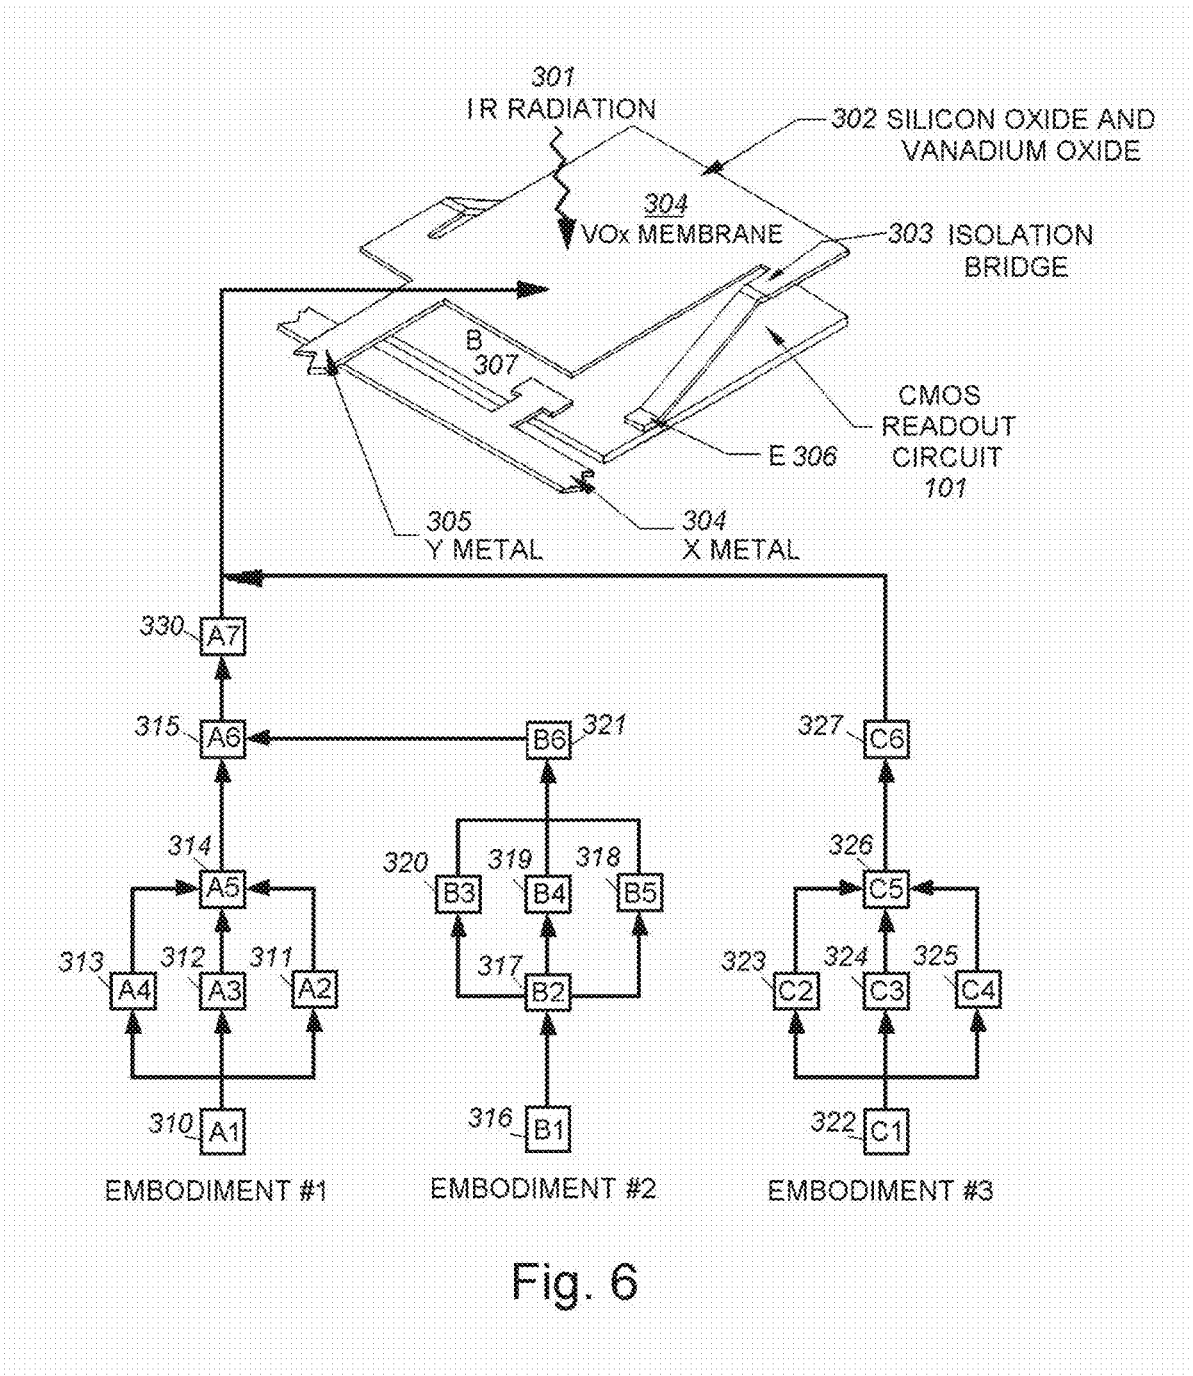 301
IR RADIATION
302 SILICON OXIDE AND
VANADIUM OXIDE
304
VOx MEMBRANE
303 ISOLATION
BRIDGE
B
307
CMOS
READOUT
CIRCUIT
101
E 306
305
Y METAL
304
X METAL
330 A7
315 A6
B6 321
327 C6
314 A5
320 B3
319 B4
318 B5
326 C5
313 A4
312 A3
311 A2
317 B2
323 C2
324 C3
325 C4
310 A1
316 B1
322 C1
EMBODIMENT #1
EMBODIMENT #2
EMBODIMENT #3
Fig. 6